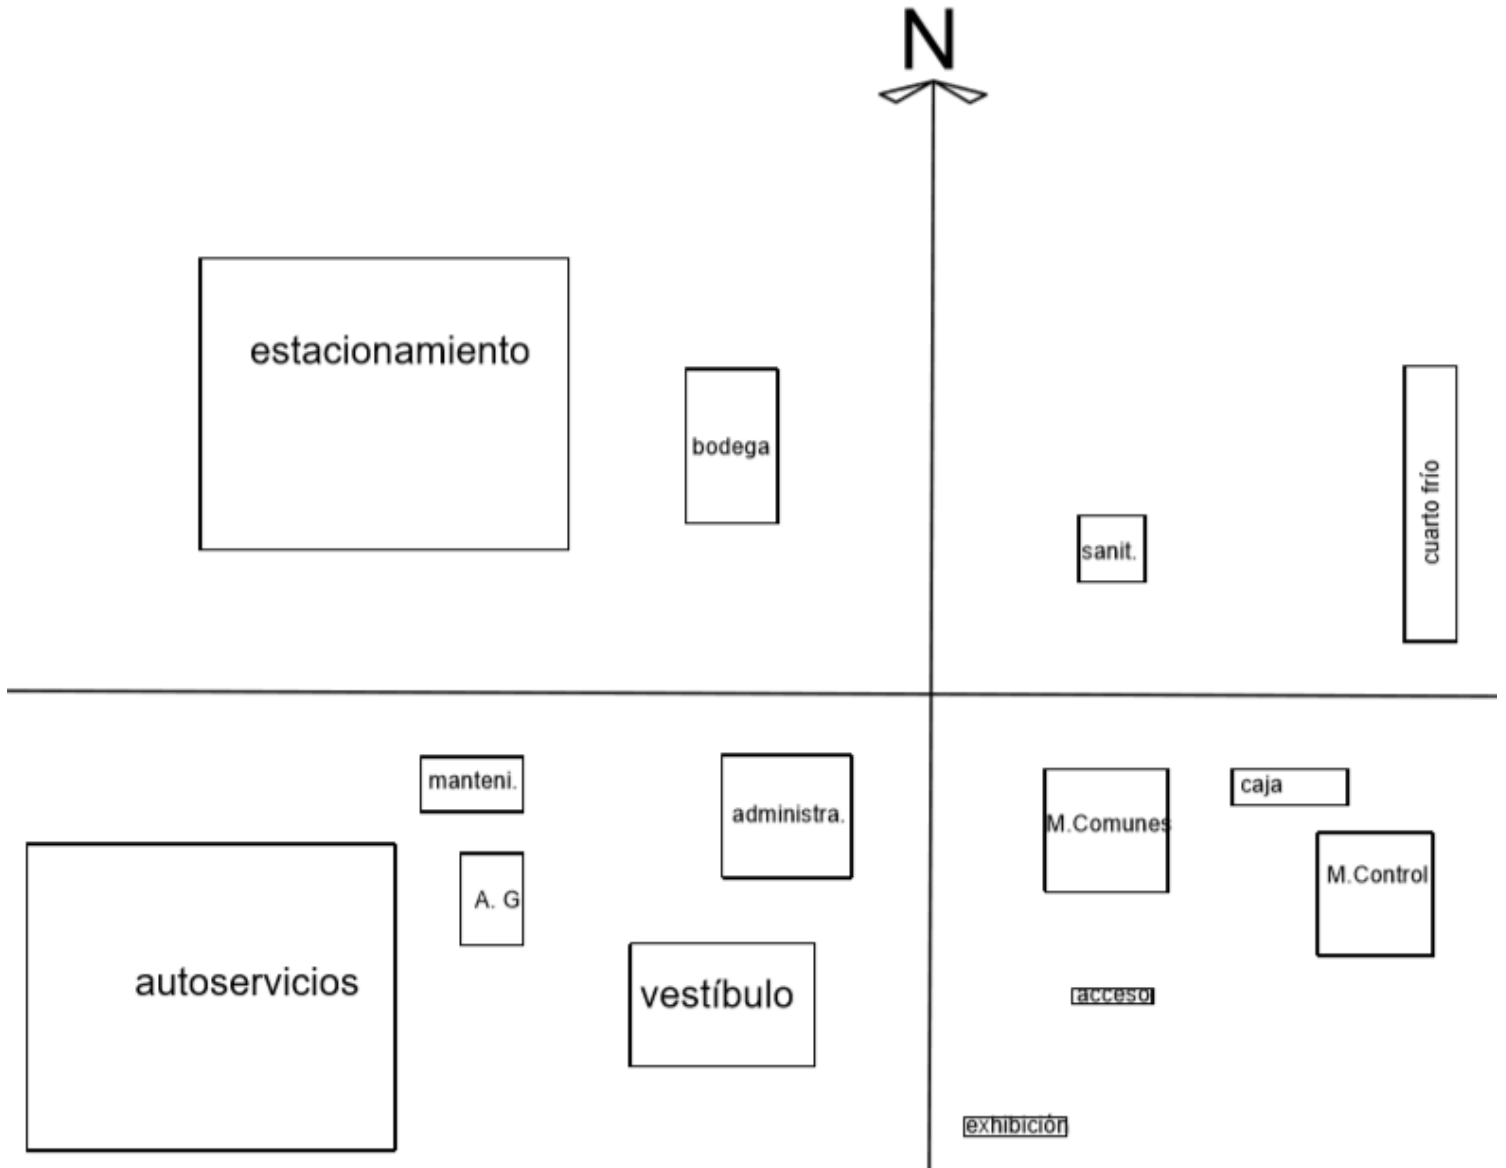 N
estacionamiento
bodega
cuarto frío
sanit.
manteni.
administra.
caja
M.Comunes
M.Control
A. G
autoservicios
vestíbulo
acceso
exhibición